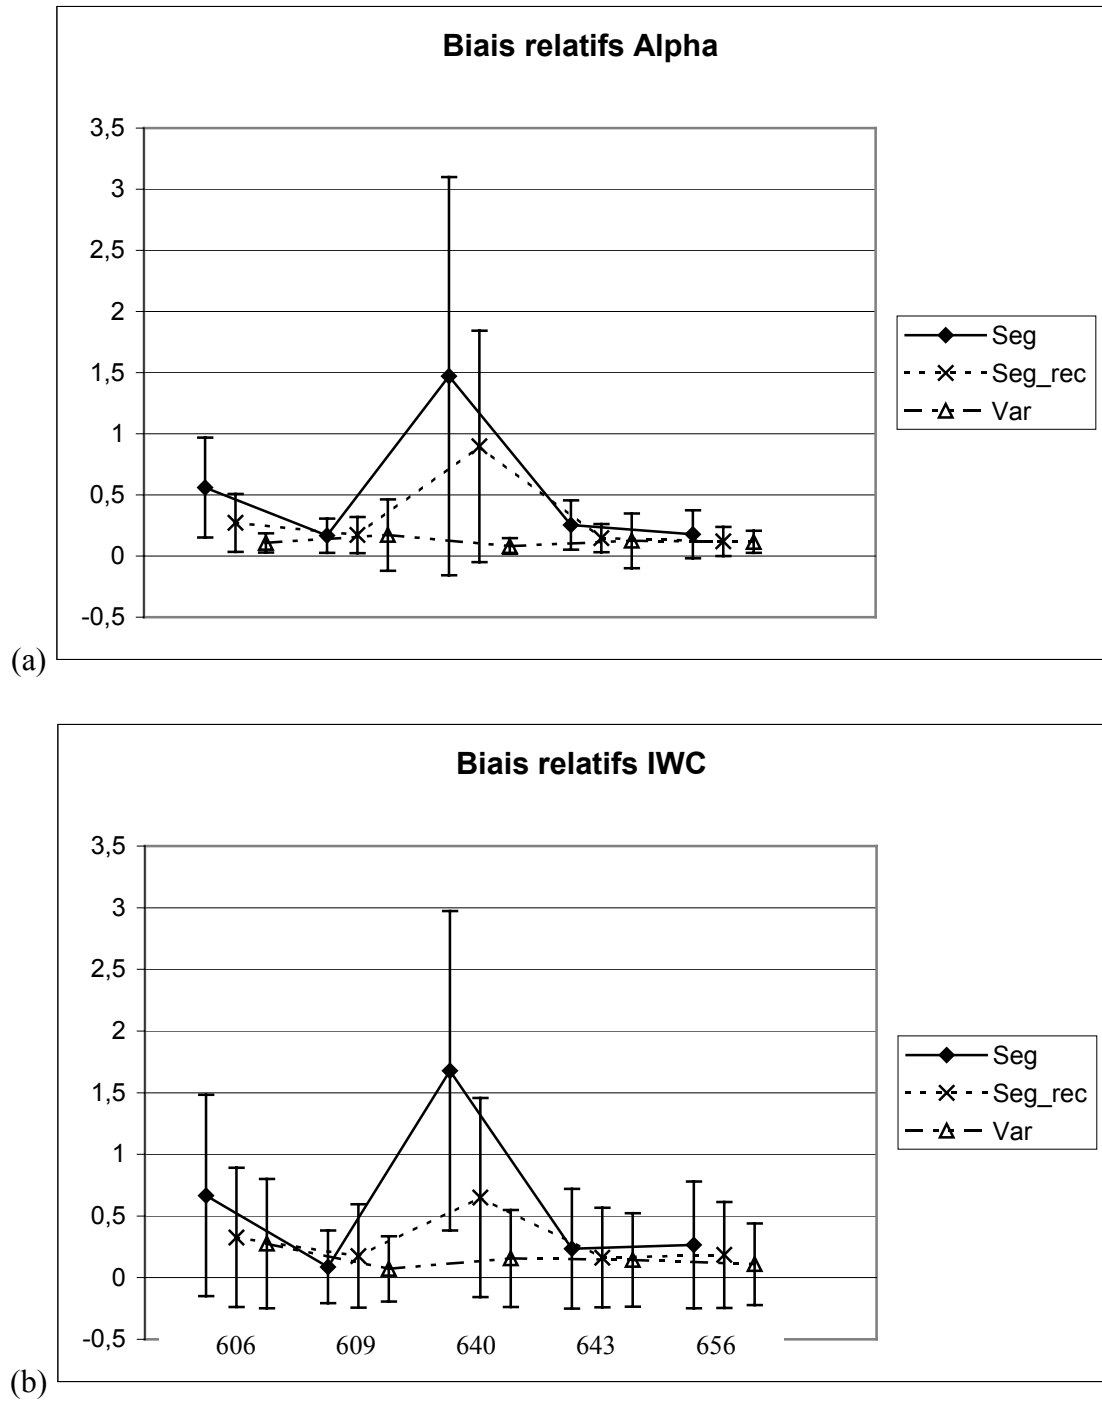 Biais relatifs Alpha
3,5
3
2,5
2
1,5
1
0,5
0
-0,5
Seg
Seg_rec
Var
(a)
Biais relatifs IWC
3,5
3
2,5
2
1,5
1
0,5
0
-0,5
606 609 640 643 656
Seg
Seg_rec
Var
(b)